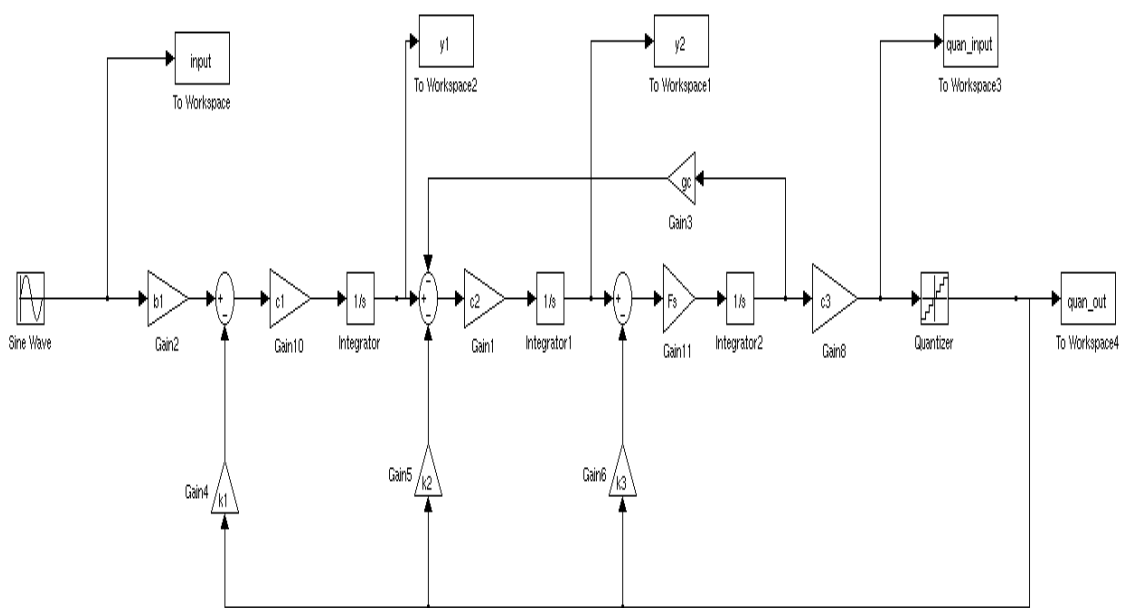 input
To Workspace
y1
To Workspace2
y2
To Workspace1
quan_input
To Workspace3
gc
Gain3
Sine Wave
b1
Gain2
+
−
c1
Gain10
1/s
Integrator
−
+
−
c2
Gain1
1/s
Integrator1
+
−
Fs
Gain11
1/s
Integrator2
c3
Gain8
Quantizer
quan_out
To Workspace4
Gain4
k1
Gain5
k2
Gain6
k3